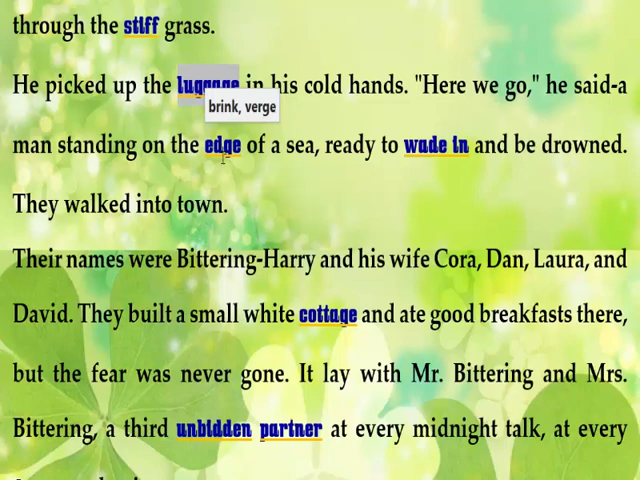 through the stiff grass.
He picked up the luggage in his cold hands. "Here we go," he said-a
brink, verge
man standing on the edge of a sea, ready to wade in and be drowned.
They walked into town.
Their names were Bittering-Harry and his wife Cora, Dan, Laura, and
David. They built a small white cottage and ate good breakfasts there,
but the fear was never gone. It lay with Mr. Bittering and Mrs.
Bittering, a third unbidden partner at every midnight talk, at every